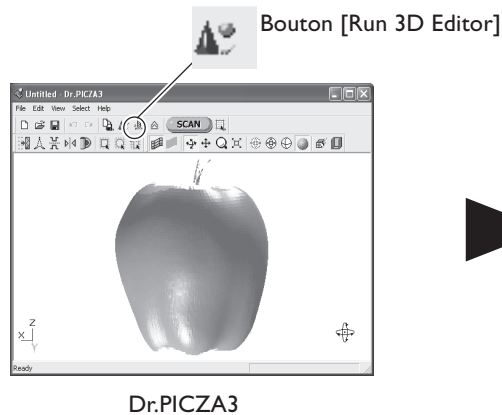 Bouton [Run 3D Editor]
Untitled - Dr.PICZA3
File Edit View Select Help
SCAN
Z
X
Y
Ready
Dr.PICZA3